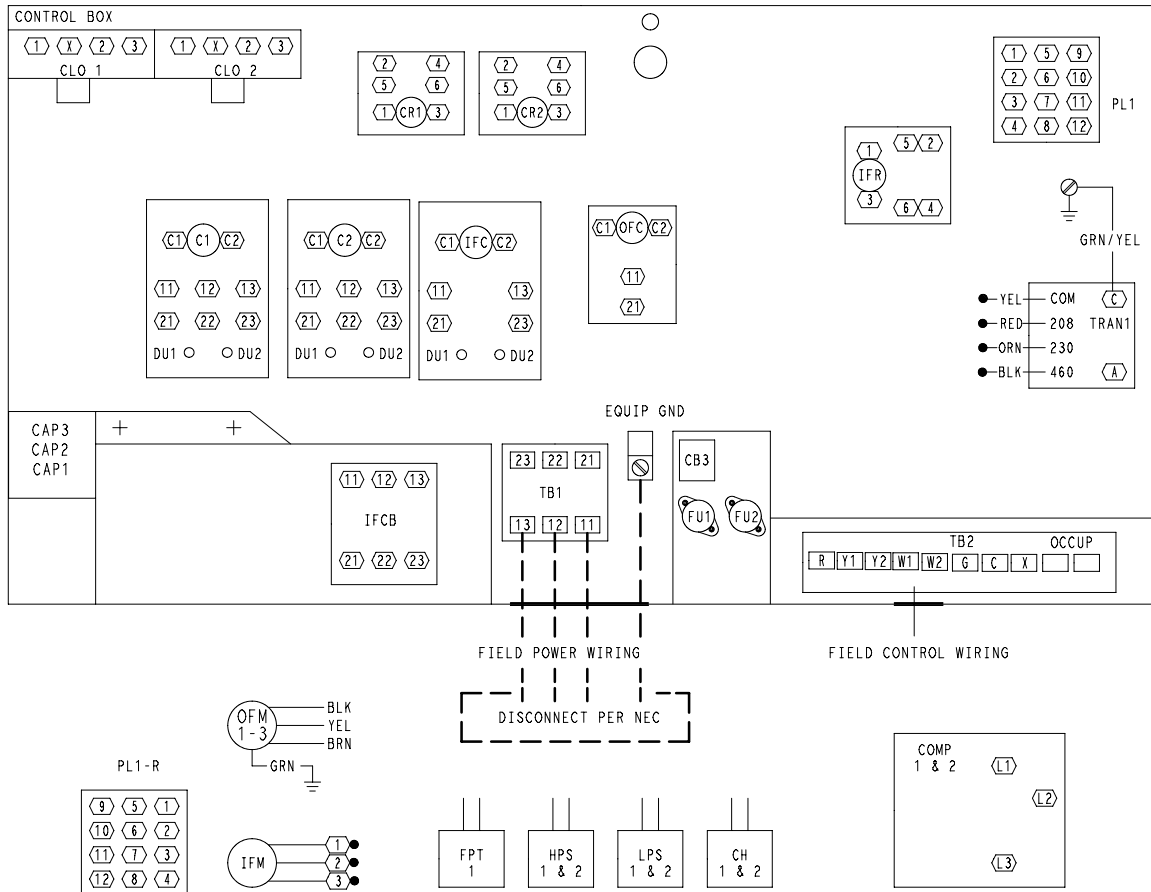 CONTROL BOX
1 X 2 3 1 X 2 3
CLO 1 CLO 2
2 4
5 6
1 CR1 3
2 4
5 6
1 CR2 3
1 5 9
2 6 10
3 7 11
4 8 12
PL1
1 5 2
IFR
3 6 4
GRN/YEL
YEL COM C
RED 208 TRAN1
ORN 230
BLK 460 A
C1 C1 C2
11 12 13
21 22 23
DU1 DU2
C1 C2 C2
11 12 13
21 22 23
DU1 DU2
C1 IFC C2
11 13
21 23
DU1 DU2
C1 OFC C2
11
21
CAP3
CAP2
CAP1
11 12 13
IFCB
21 22 23
23 22 21
TB1
13 12 11
EQUIP GND
CB3
FU1 FU2
TB2 OCCUP
R Y1 Y2 W1 W2 G C X
FIELD POWER WIRING
FIELD CONTROL WIRING
DISCONNECT PER NEC
OFM
1-3
BLK
YEL
BRN
GRN
PL1-R
9 5 1
10 6 2
11 7 3
12 8 4
IFM
1
2
3
FPT
1
HPS
1 & 2
LPS
1 & 2
CH
1 & 2
COMP
1 & 2
L1
L2
L3